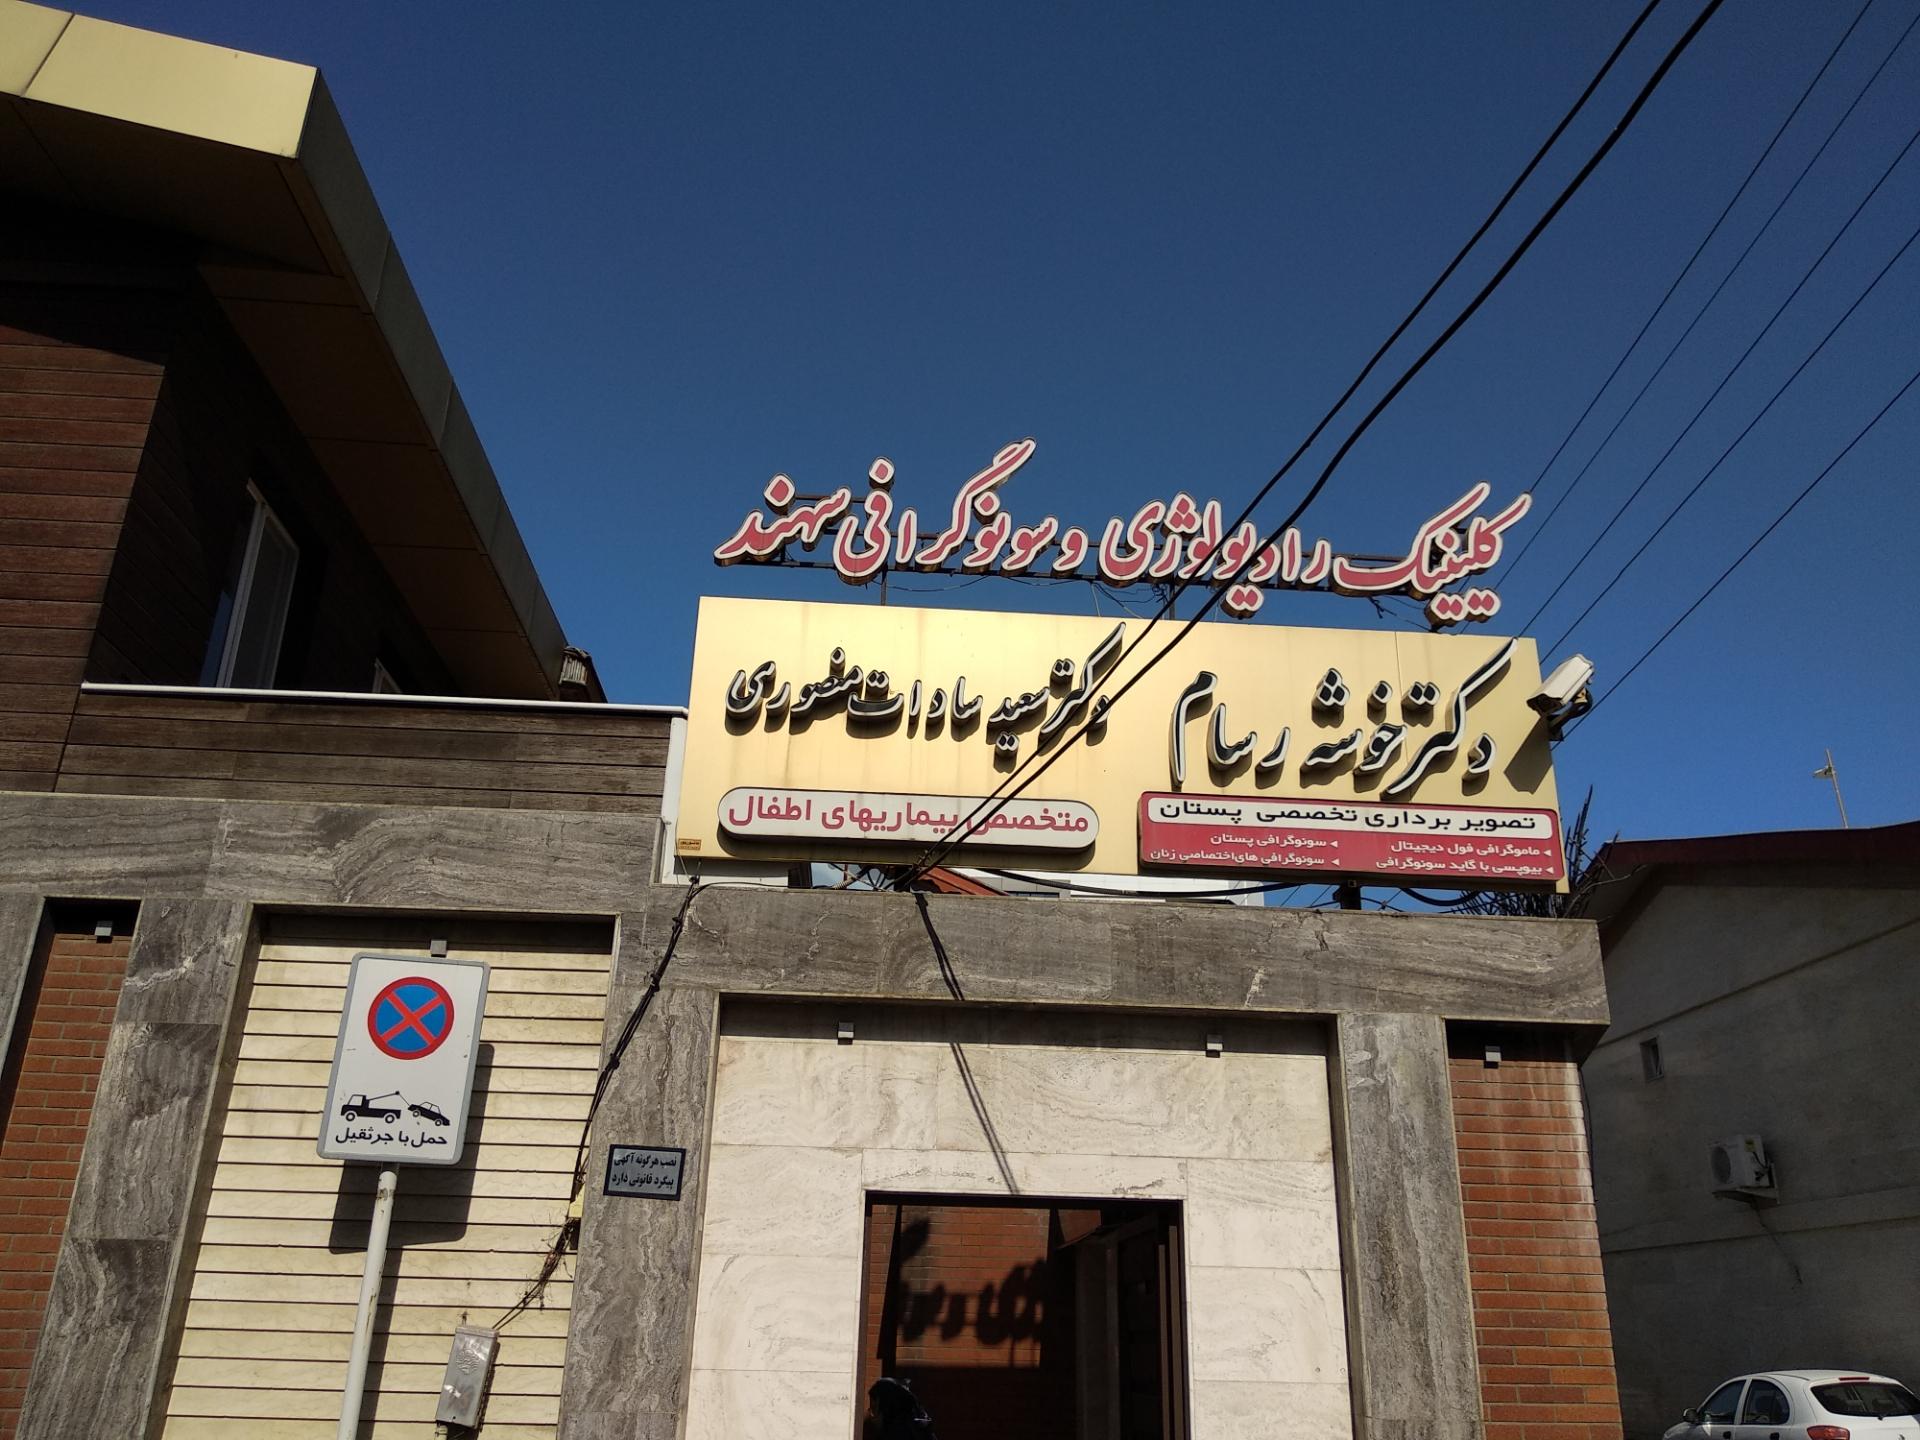 کلینیک رادیولوژی و سونوگرافی سهند
دکتر خوشه رسام
تصویر برداری تخصصی پستان
◂ ماموگرافی فول دیجیتال
◂ سونوگرافی پستان
◂ بیوپسی با گاید سونوگرافی
◂ سونوگرافی های اختصاصی زنان
دکتر سعید سادات منصوری
متخصص بیماریهای اطفال
حمل با جرثقیل
نصب هرگونه آگهی
پیگرد قانونی دارد